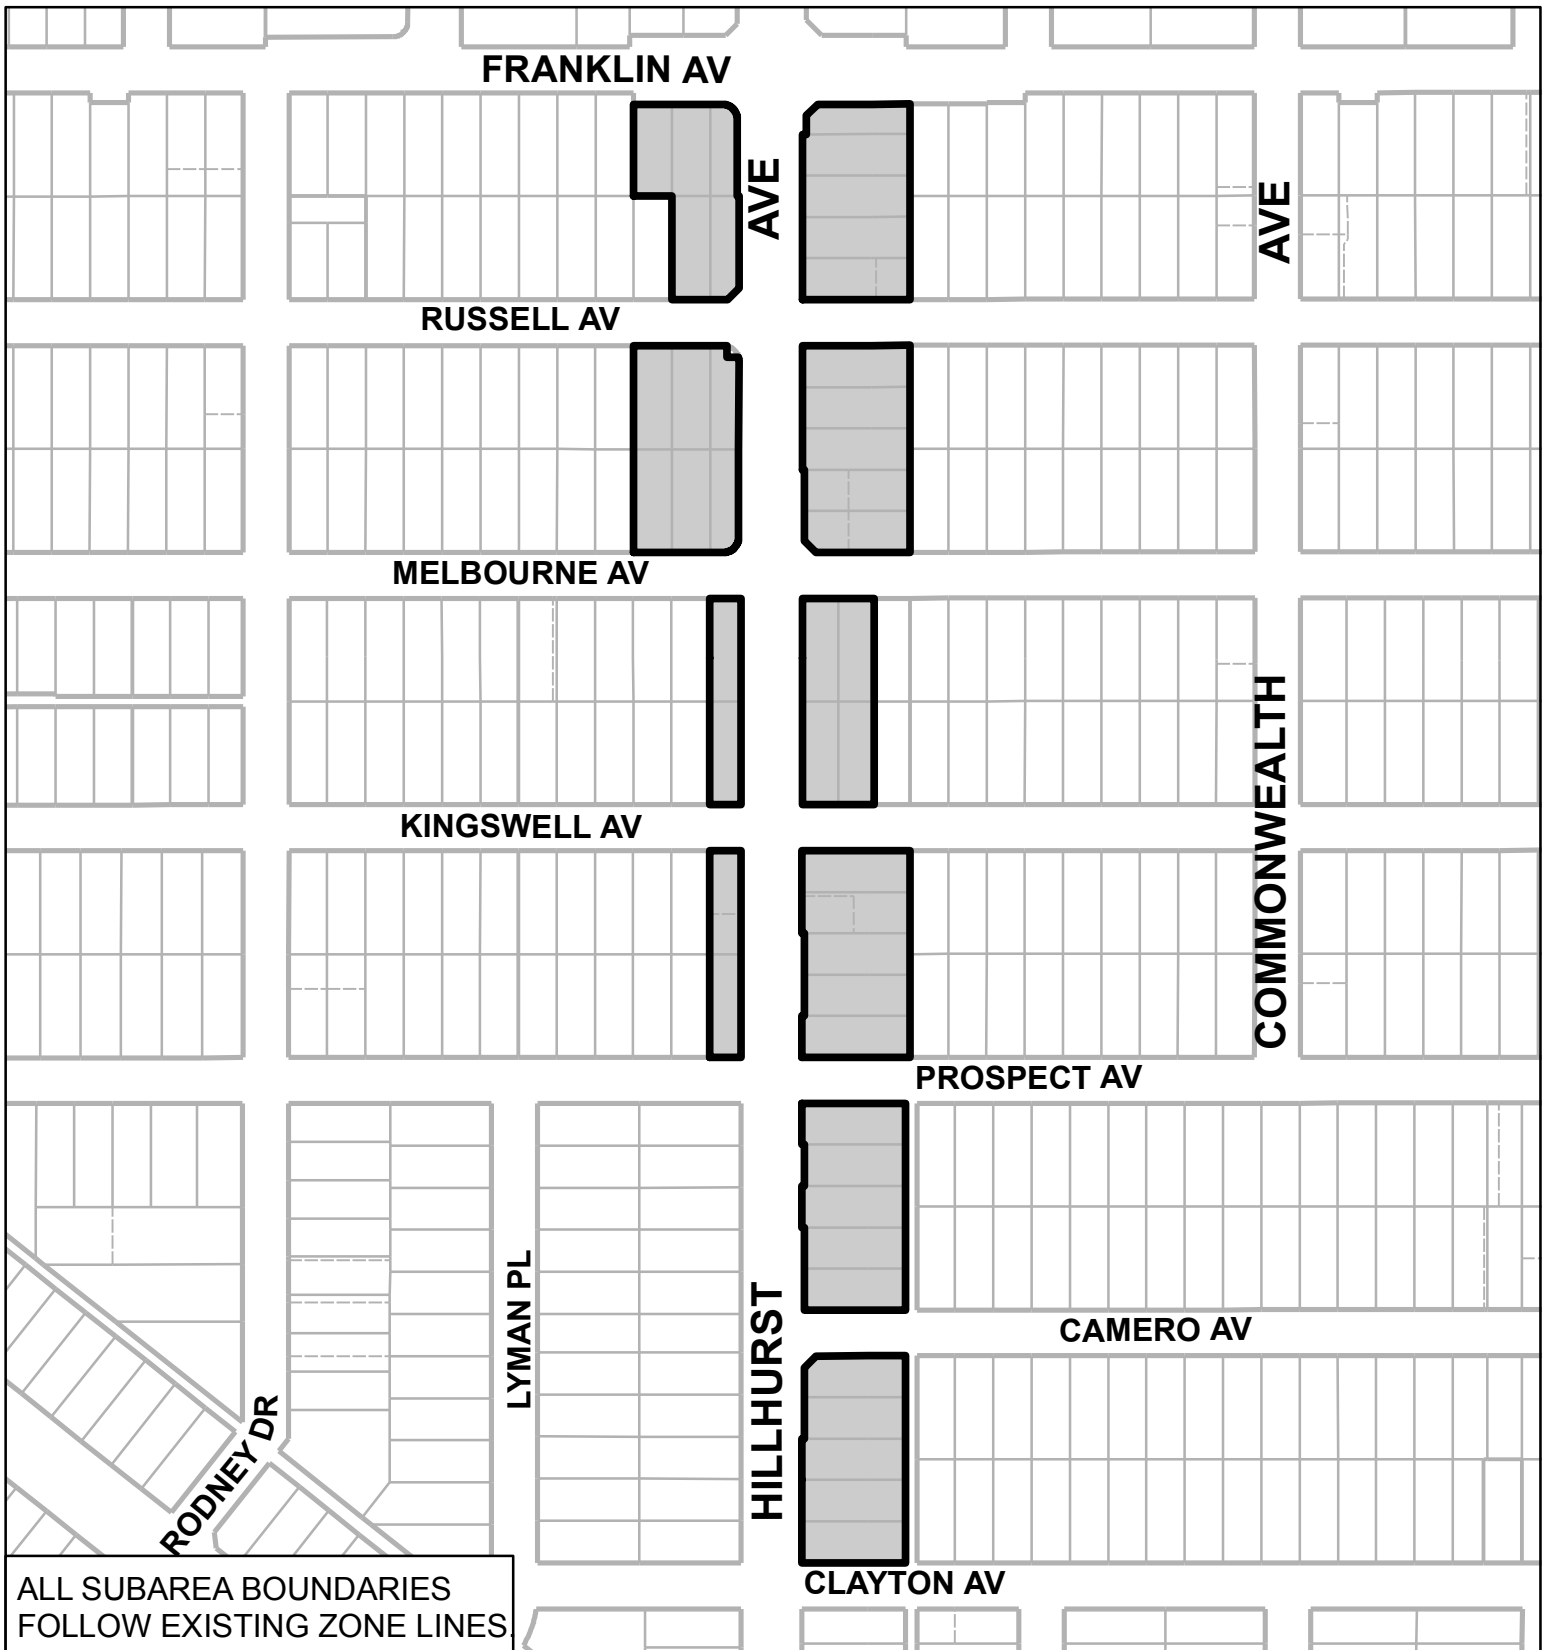 FRANKLIN AV
AVE
AVE
RUSSELL AV
MELBOURNE AV
COMMONWEALTH
KINGSWELL AV
PROSPECT AV
LYMAN PL
HILLHURST
CAMERO AV
RODNEY DR
CLAYTON AV
ALL SUBAREA BOUNDARIES
FOLLOW EXISTING ZONE LINES.